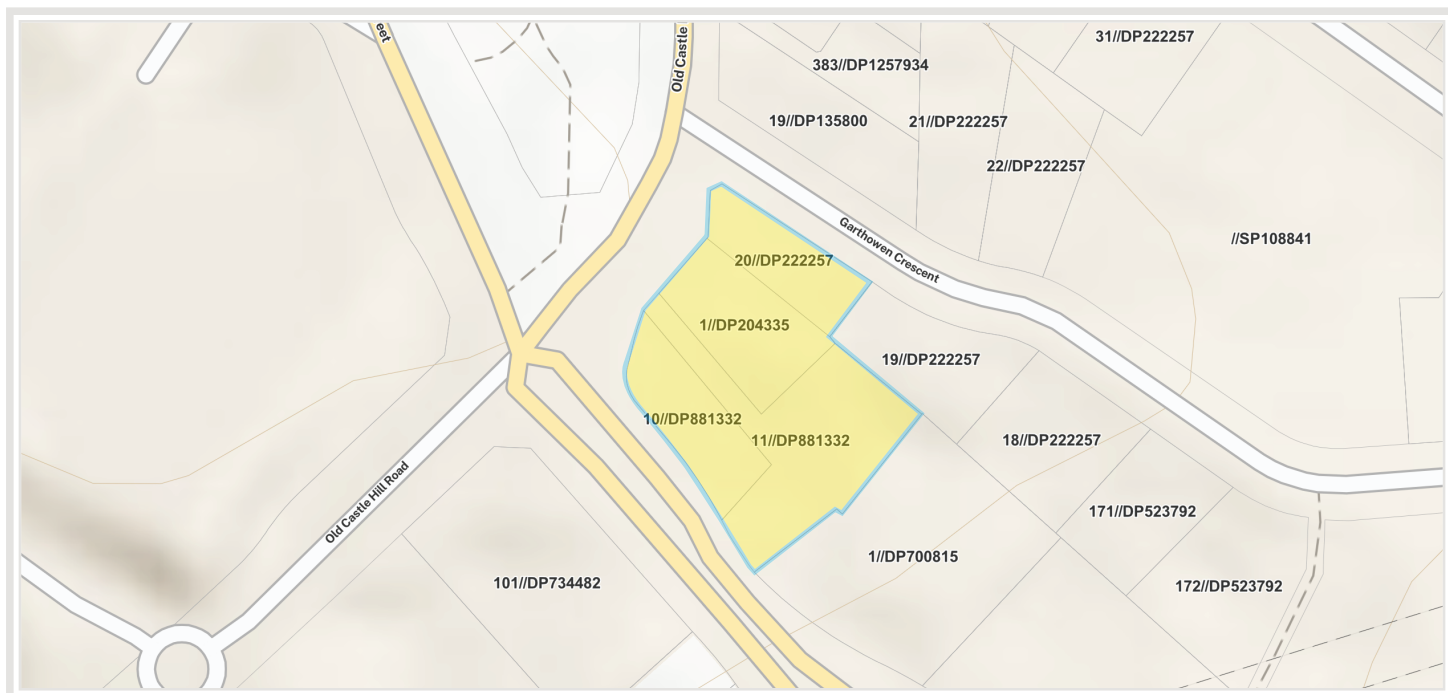 eet
Old Castle
31//DP222257
383//DP1257934
19//DP135800
21//DP222257
22//DP222257
Garthowen Crescent
//SP108841
20//DP222257
1//DP204335
19//DP222257
10//DP881332
11//DP881332
18//DP222257
Old Castle Hill Road
171//DP523792
1//DP700815
101//DP734482
172//DP523792